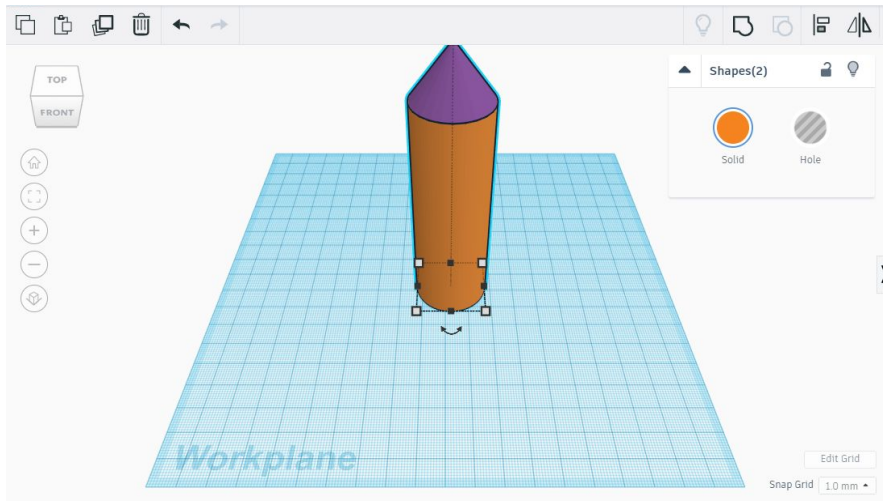 TOP
FRONT
Shapes(2)
Solid
Hole
Workplane
Edit Grid
Snap Grid 1.0 mm